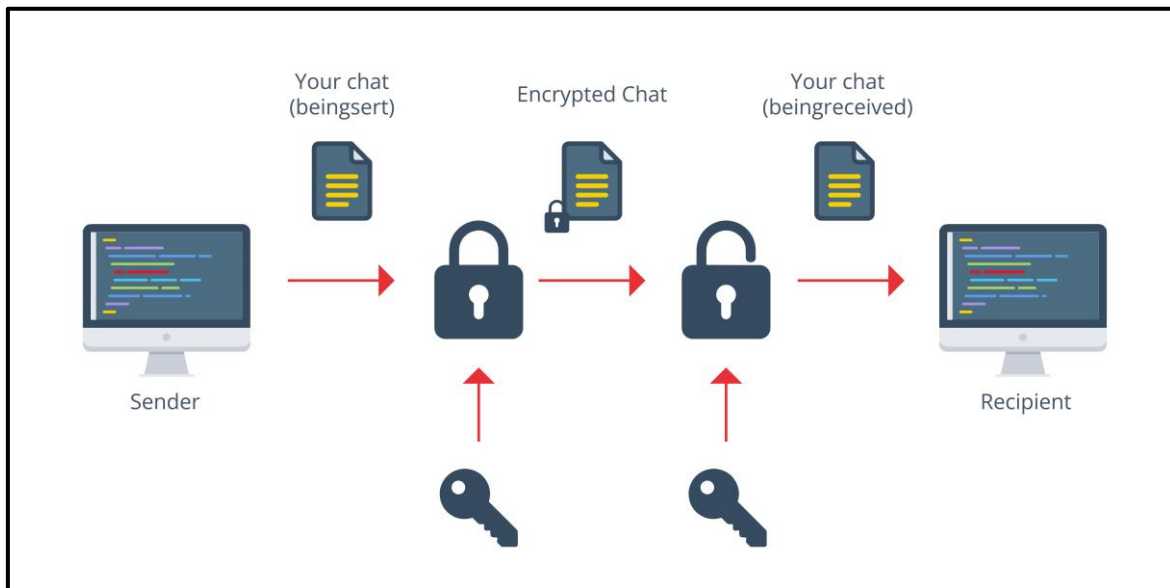 Your chat
(beingsert)
Encrypted Chat
Your chat
(beingreceived)
Sender
Recipient